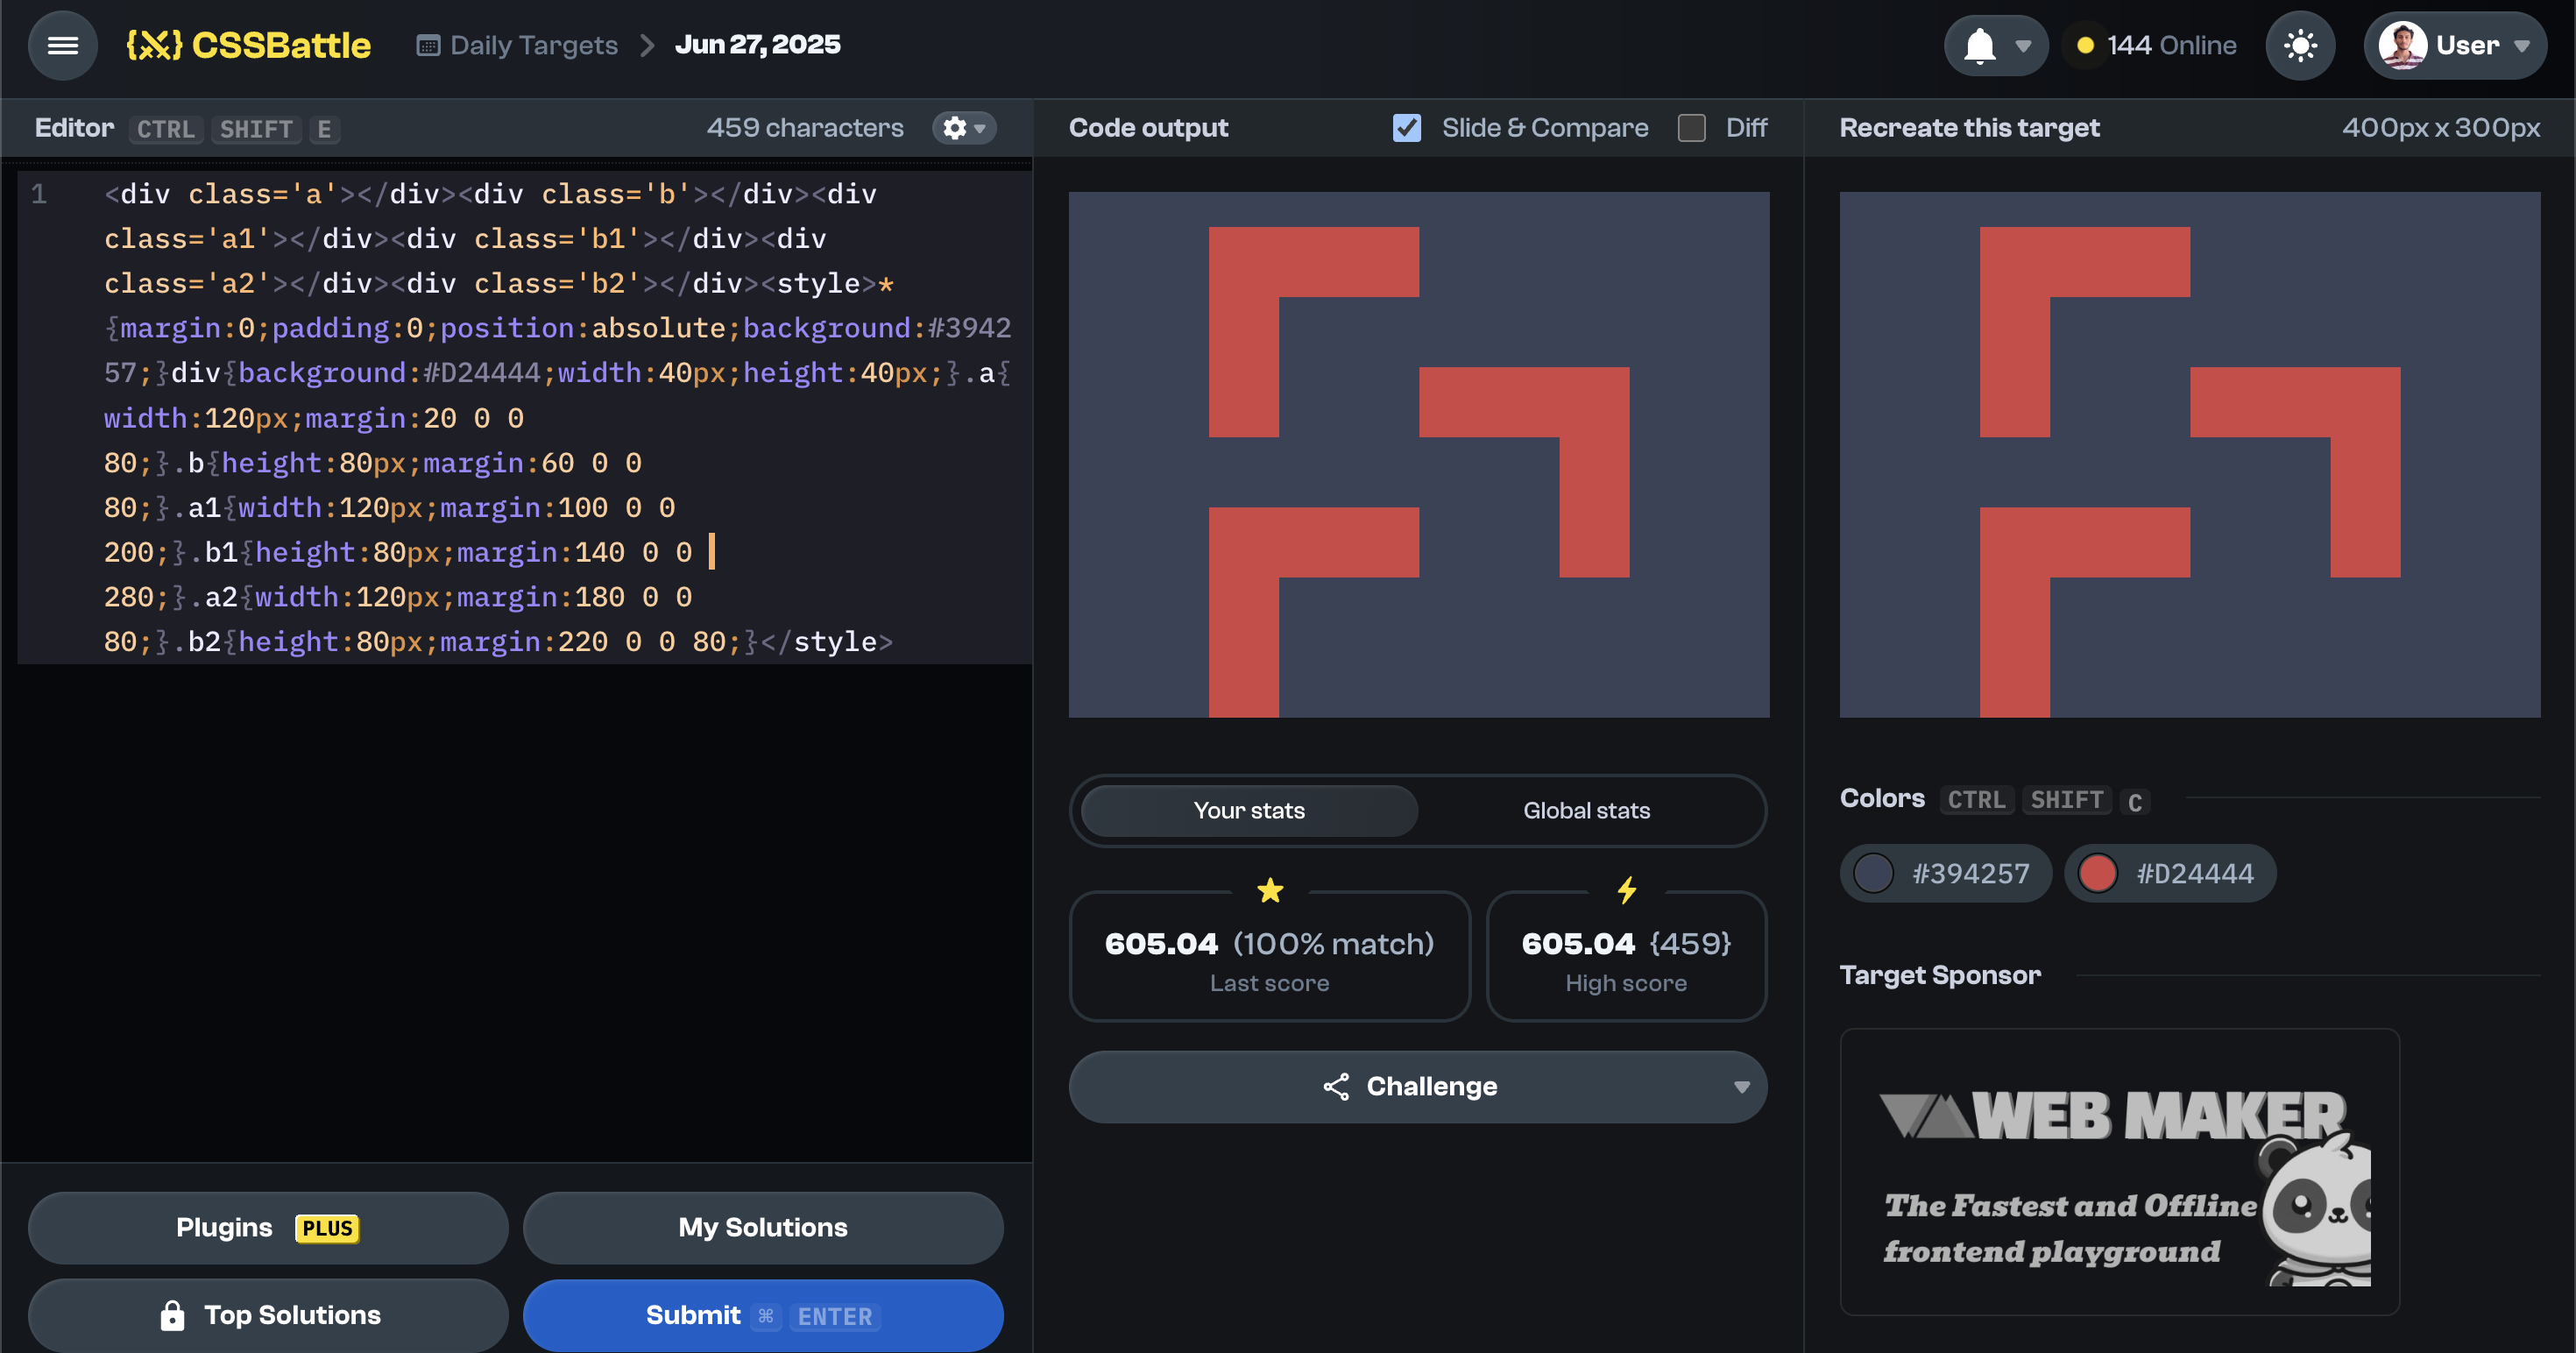 {X} CSSBattle
Daily Targets > Jun 27, 2025
144 Online
User
Editor CTRL SHIFT E
459 characters
1 <div class='a'></div><div class='b'></div><div
class='a1'></div><div class='b1'></div><div
class='a2'></div><div class='b2'></div><style>*
{margin:0;padding:0;position:absolute;background:#3942
57;}div{background:#D24444;width:40px;height:40px;}.a{
width:120px;margin:20 0 0
80;}.b{height:80px;margin:60 0 0
80;}.a1{width:120px;margin:100 0 0
200;}.b1{height:80px;margin:140 0 0
280;}.a2{width:120px;margin:180 0 0
80;}.b2{height:80px;margin:220 0 0 80;}</style>
Plugins PLUS
My Solutions
Top Solutions
Submit ⌘ ENTER
Code output
Slide & Compare
Diff
Your stats
Global stats
605.04 (100% match)
Last score
605.04 {459}
High score
Challenge
Recreate this target
400px x 300px
Colors CTRL SHIFT C
#394257
#D24444
Target Sponsor
WEB MAKER
The Fastest and Offline
frontend playground